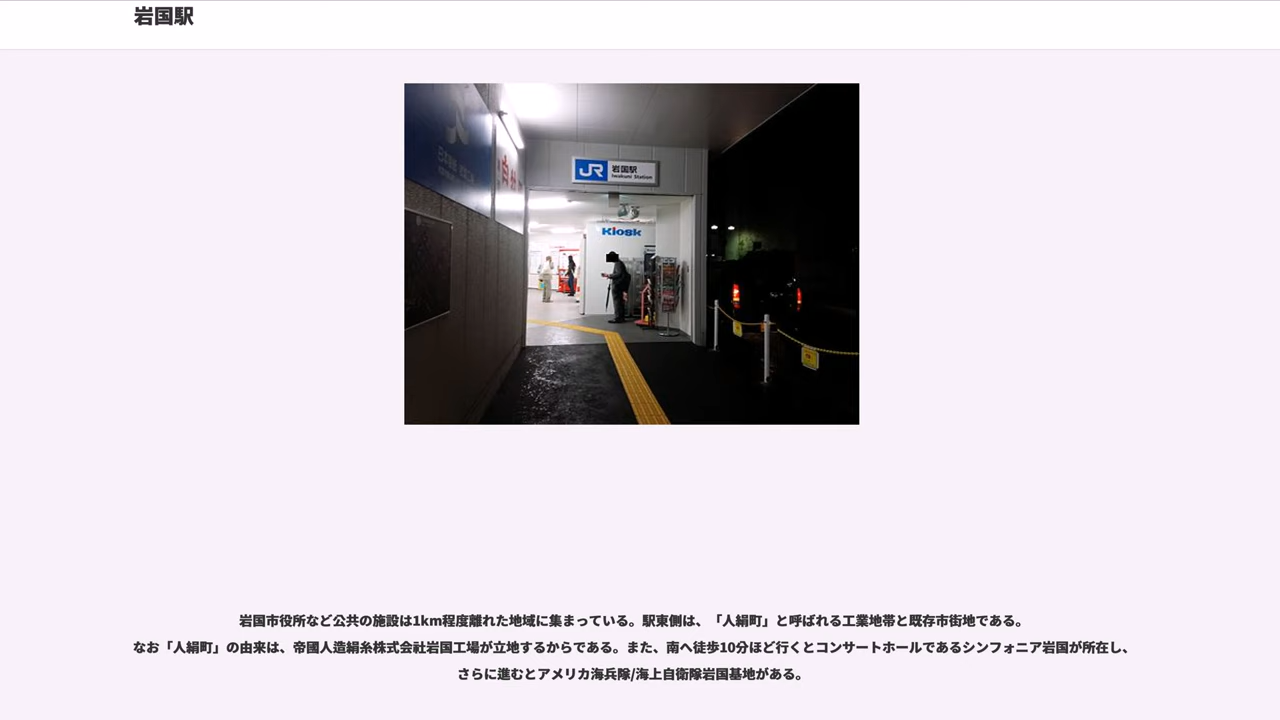 岩国駅
JR 岩国駅
Iwakuni Station
Kiosk
岩国市役所など公共の施設は1km程度離れた地域に集まっている。駅東側は、「人絹町」と呼ばれる工業地帯と既存市街地である。
なお「人絹町」の由来は、帝國人造絹糸株式会社岩国工場が立地するからである。また、南へ徒歩10分ほど行くとコンサートホールであるシンフォニア岩国が所在し、
さらに進むとアメリカ海兵隊/海上自衛隊岩国基地がある。